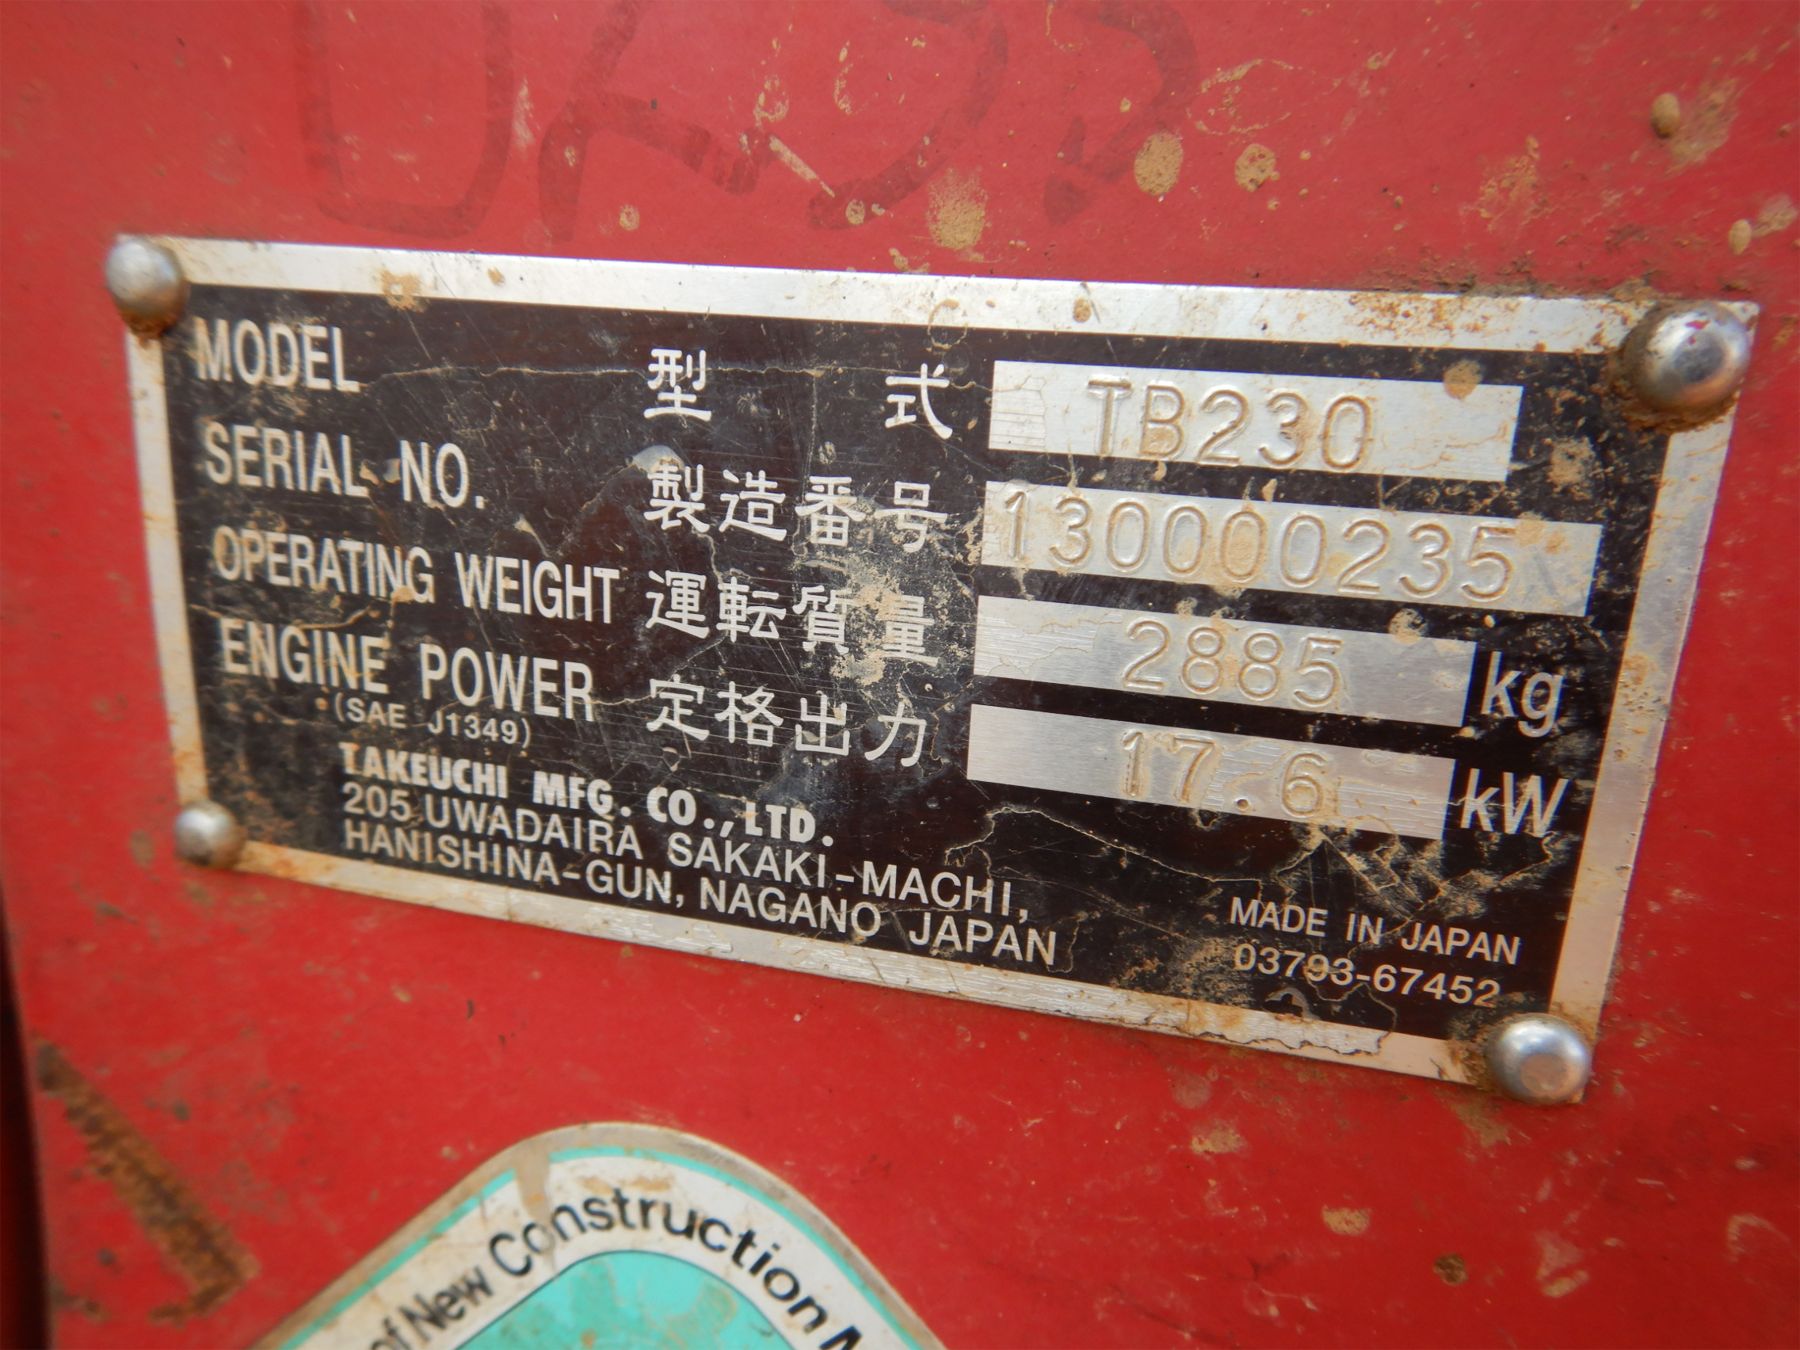 MODEL 型 式 TB230
SERIAL NO. 製造番号 130000235
OPERATING WEIGHT 運転質量 2885 kg
ENGINE POWER 定格出力 17.6 kW
(SAE J1349)
TAKEUCHI MFG. CO., LTD.
205 UWADAIRA SAKAKI-MACHI,
HANISHINA-GUN, NAGANO JAPAN
MADE IN JAPAN
03793-67452
of New Construction